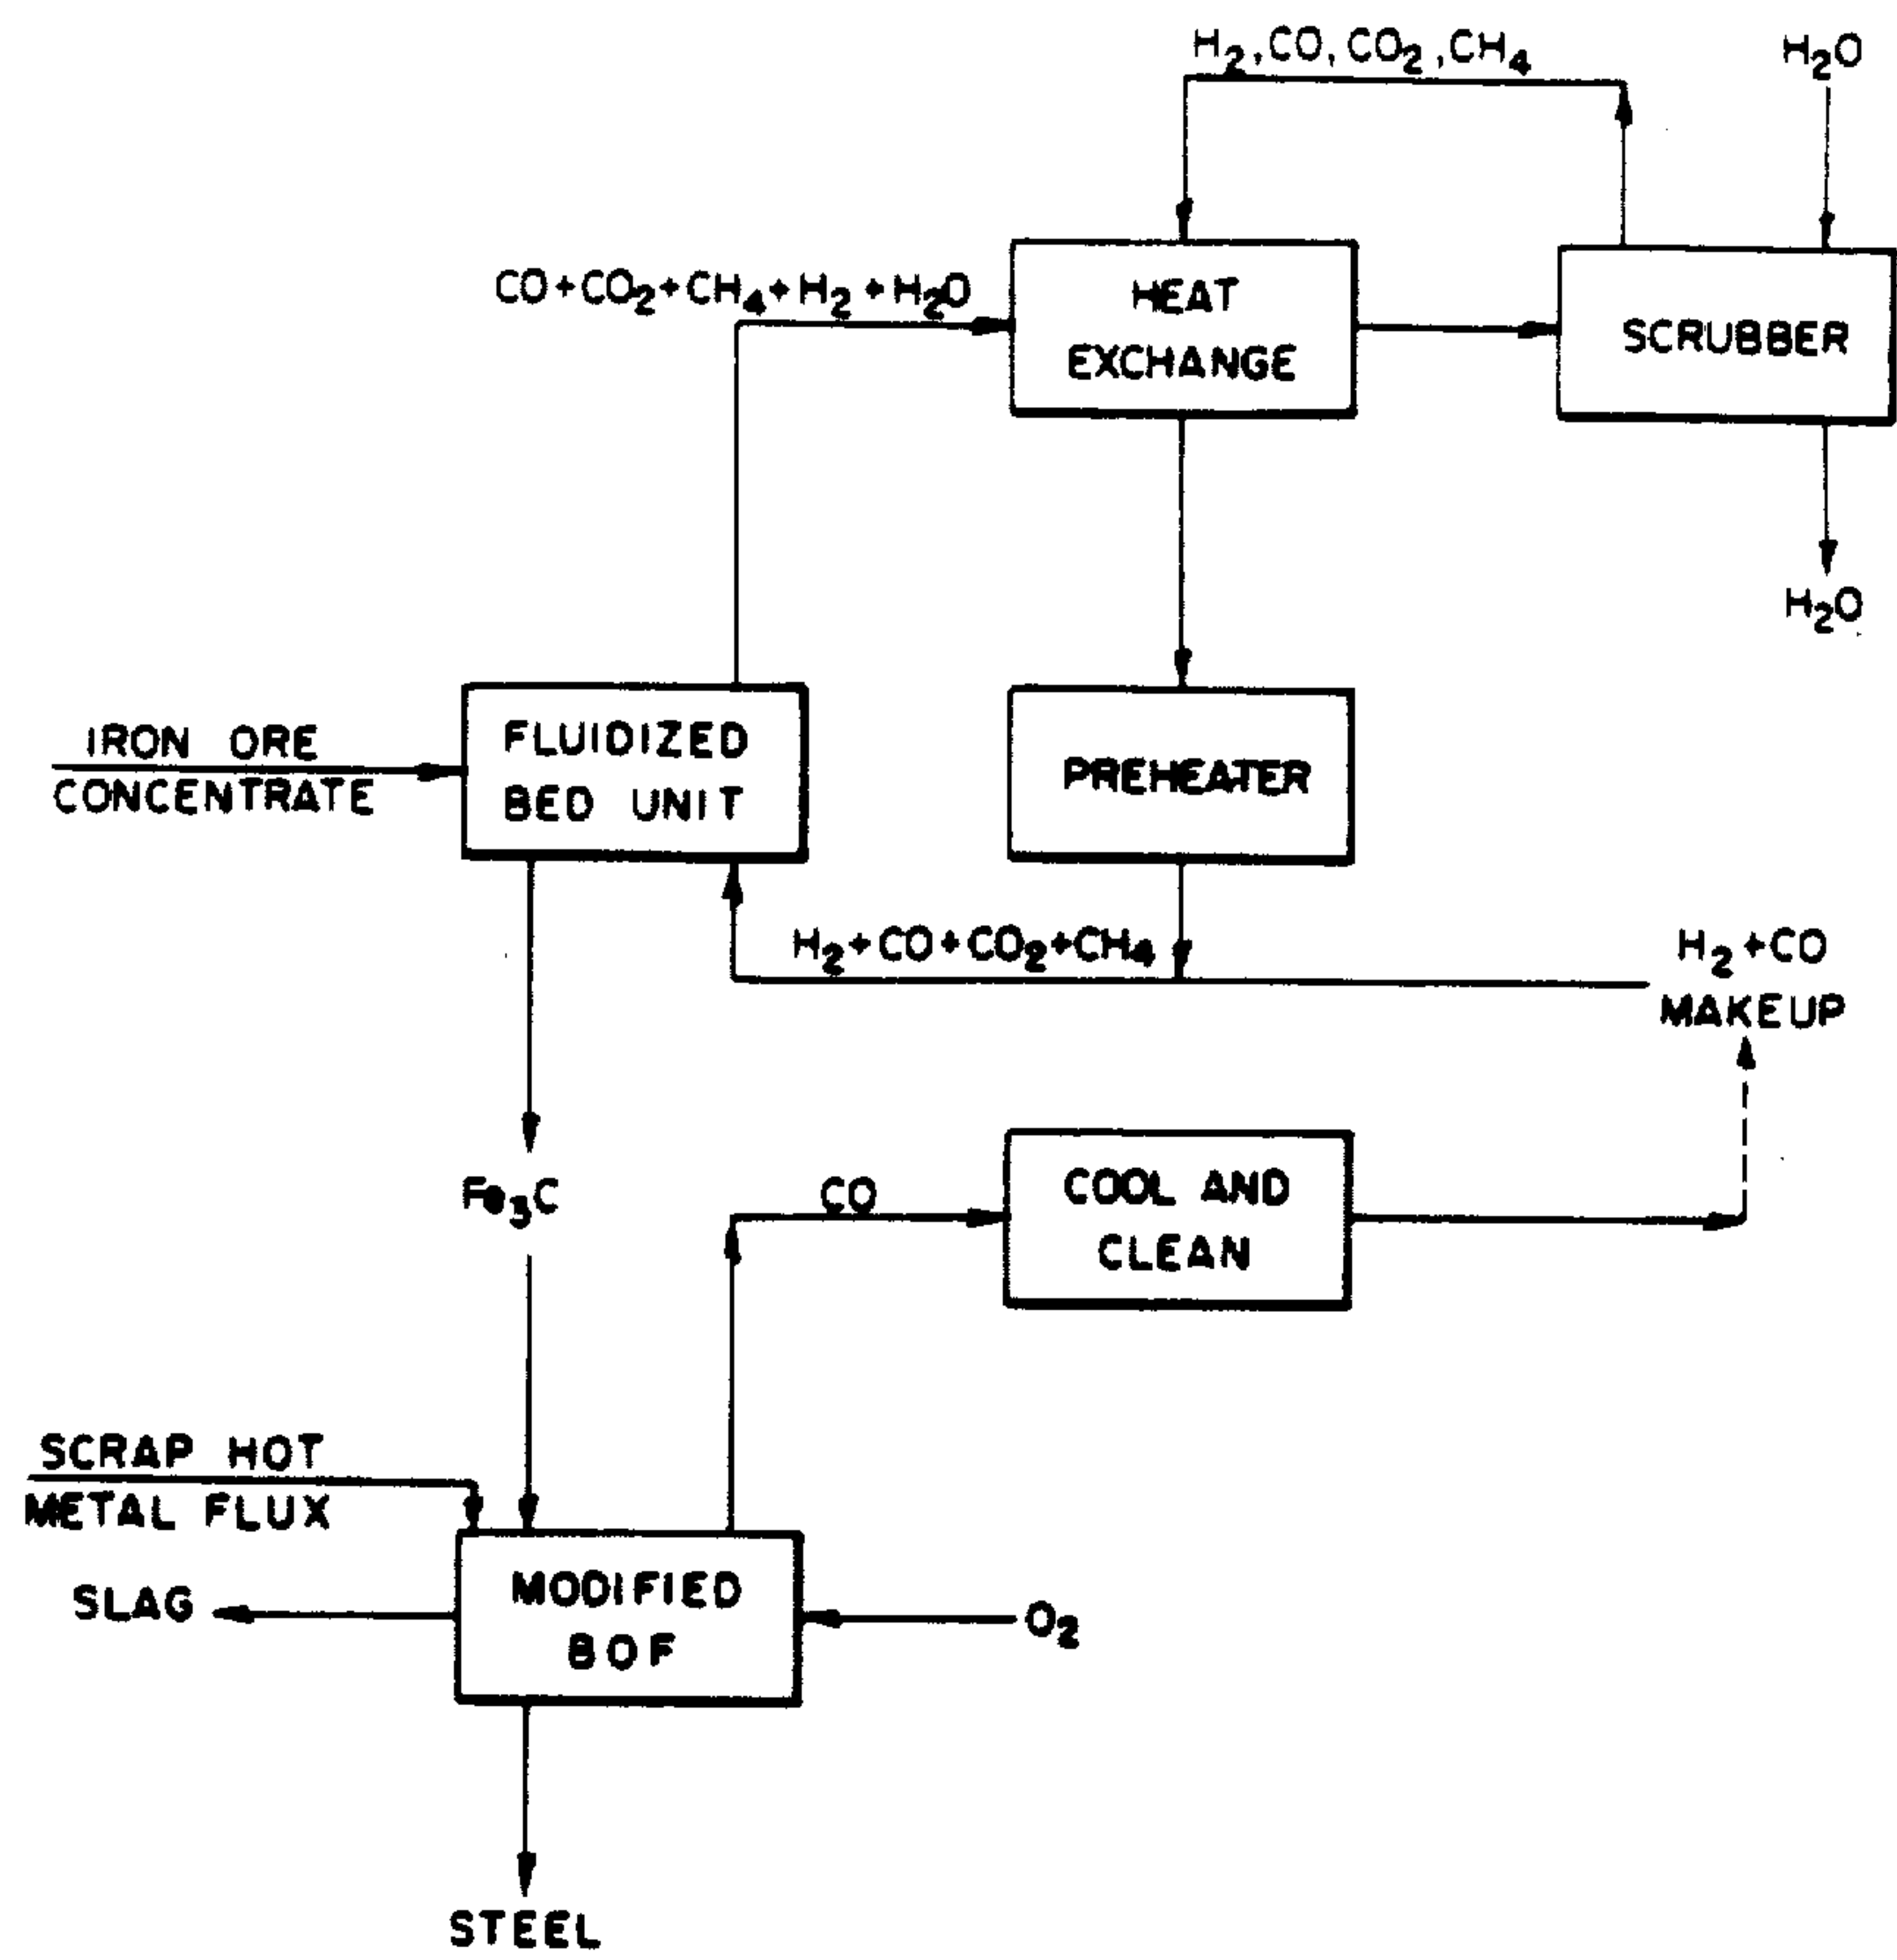 H₂,CO,CO₂,CH₄
H₂O
CO+CO₂+CH₄+H₂+H₂O
HEAT
EXCHANGE
SCRUBBER
H₂O
IRON ORE
CONCENTRATE
FLUIDIZED
BED UNIT
PREHEATER
H₂+CO+CO₂+CH₄
H₂+CO
MAKEUP
Fe₃C
CO
COOL AND
CLEAN
SCRAP HOT
METAL FLUX
SLAG
MODIFIED
BOF
O₂
STEEL